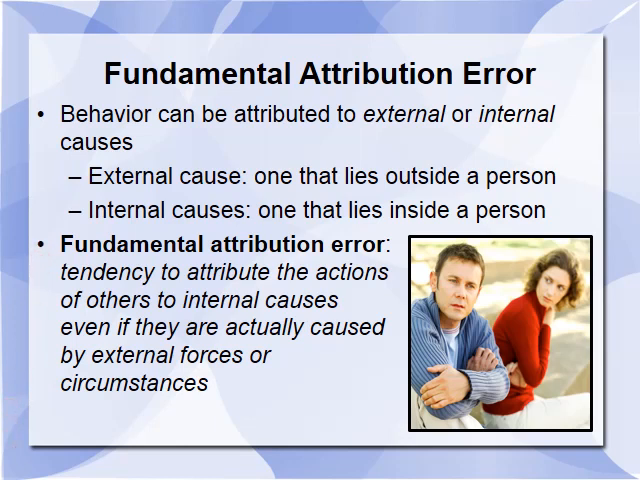 Fundamental Attribution Error
• Behavior can be attributed to external or internal
causes
– External cause: one that lies outside a person
– Internal causes: one that lies inside a person
• Fundamental attribution error:
tendency to attribute the actions
of others to internal causes
even if they are actually caused
by external forces or
circumstances